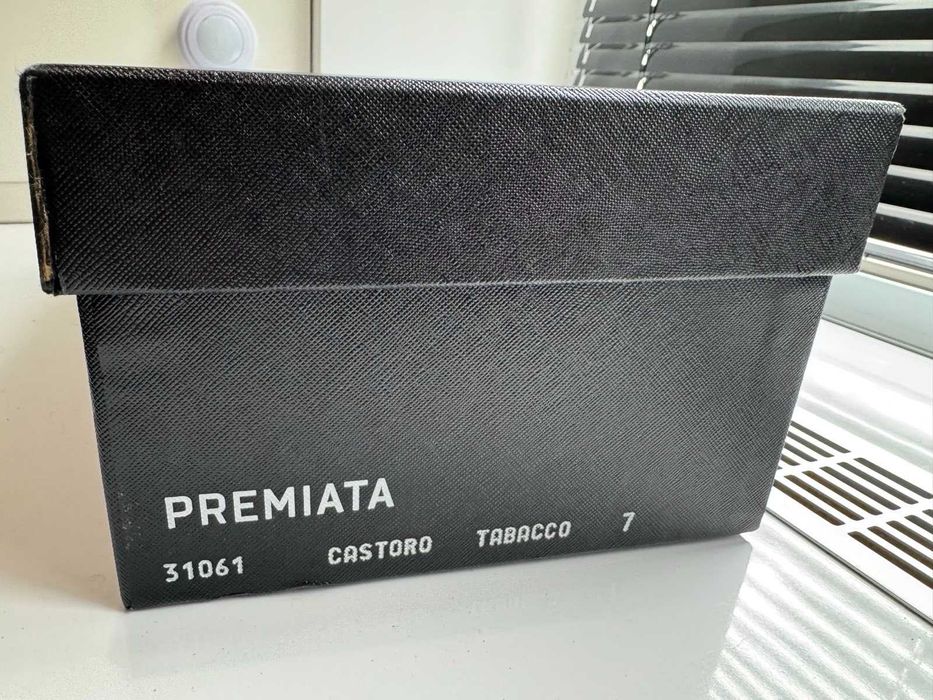 PREMIATA
31061 CASTORO TABACCO 7